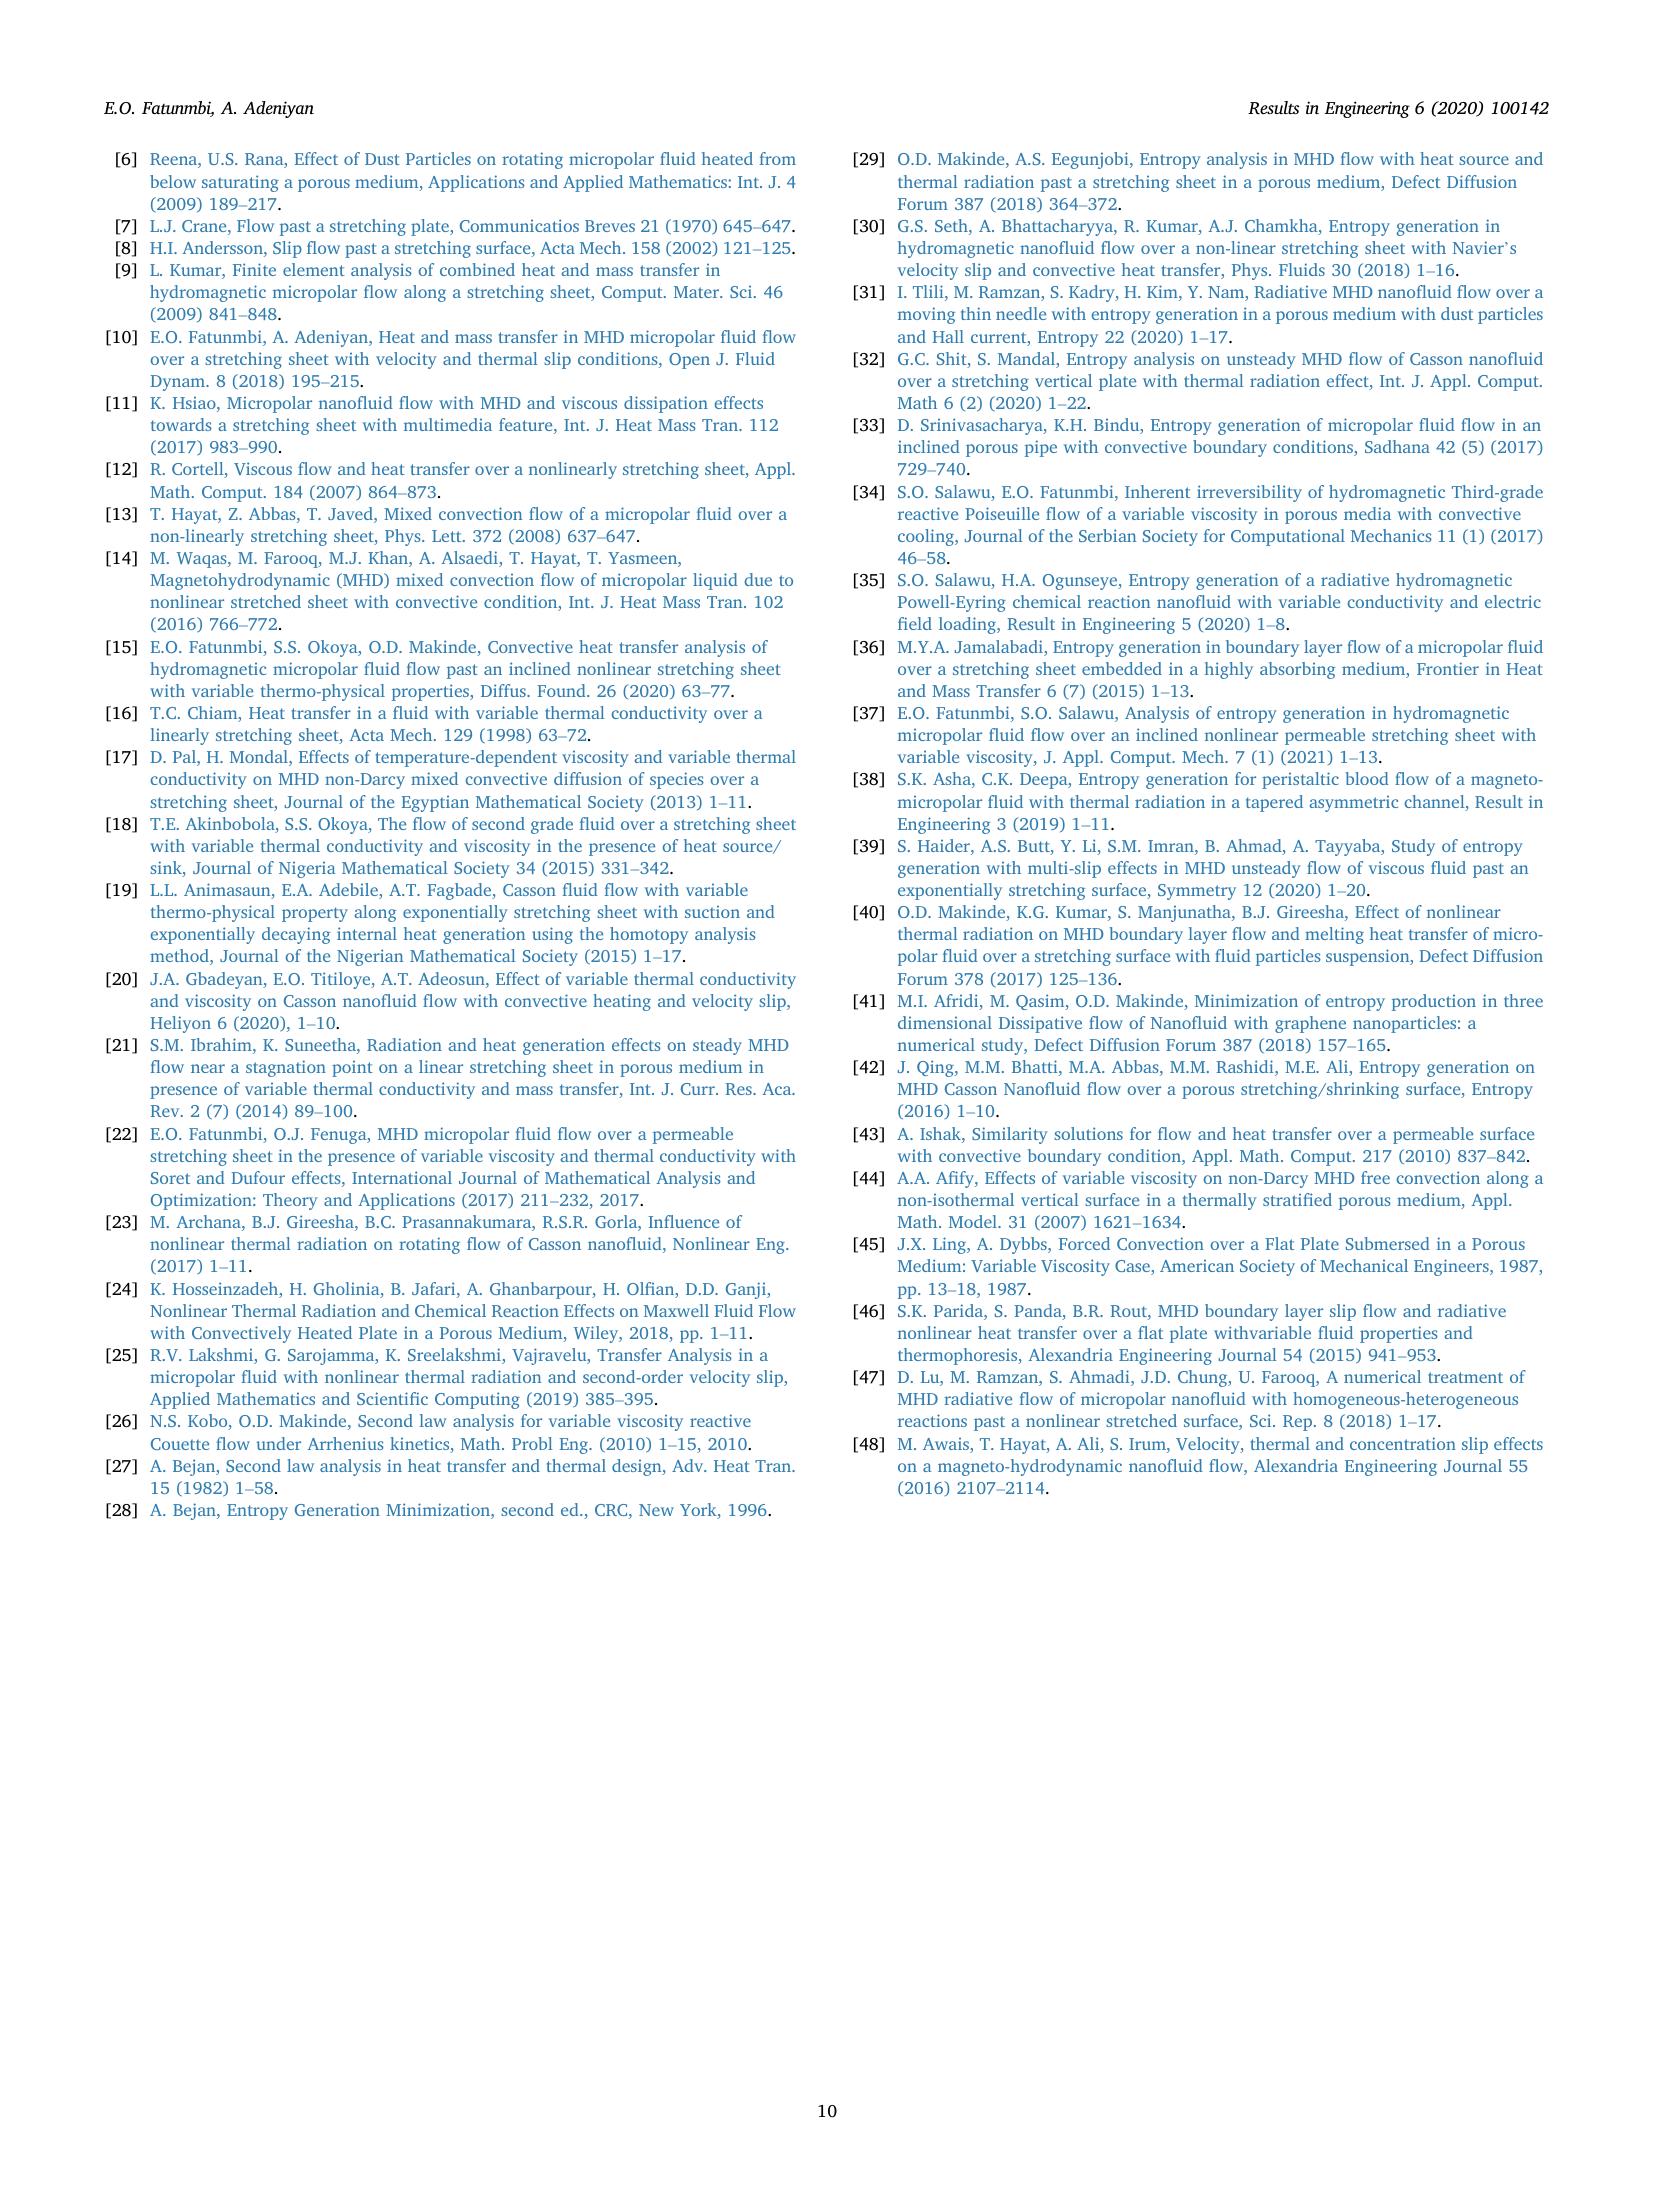 E.O. Fatunmbi, A. Adeniyan
Results in Engineering 6 (2020) 100142
[6] Reena, U.S. Rana, Effect of Dust Particles on rotating micropolar fluid heated from
below saturating a porous medium, Applications and Applied Mathematics: Int. J. 4
(2009) 189–217.
[7] L.J. Crane, Flow past a stretching plate, Communicatios Breves 21 (1970) 645–647.
[8] H.I. Andersson, Slip flow past a stretching surface, Acta Mech. 158 (2002) 121–125.
[9] L. Kumar, Finite element analysis of combined heat and mass transfer in
hydromagnetic micropolar flow along a stretching sheet, Comput. Mater. Sci. 46
(2009) 841–848.
[10] E.O. Fatunmbi, A. Adeniyan, Heat and mass transfer in MHD micropolar fluid flow
over a stretching sheet with velocity and thermal slip conditions, Open J. Fluid
Dynam. 8 (2018) 195–215.
[11] K. Hsiao, Micropolar nanofluid flow with MHD and viscous dissipation effects
towards a stretching sheet with multimedia feature, Int. J. Heat Mass Tran. 112
(2017) 983–990.
[12] R. Cortell, Viscous flow and heat transfer over a nonlinearly stretching sheet, Appl.
Math. Comput. 184 (2007) 864–873.
[13] T. Hayat, Z. Abbas, T. Javed, Mixed convection flow of a micropolar fluid over a
non-linearly stretching sheet, Phys. Lett. 372 (2008) 637–647.
[14] M. Waqas, M. Farooq, M.J. Khan, A. Alsaedi, T. Hayat, T. Yasmeen,
Magnetohydrodynamic (MHD) mixed convection flow of micropolar liquid due to
nonlinear stretched sheet with convective condition, Int. J. Heat Mass Tran. 102
(2016) 766–772.
[15] E.O. Fatunmbi, S.S. Okoya, O.D. Makinde, Convective heat transfer analysis of
hydromagnetic micropolar fluid flow past an inclined nonlinear stretching sheet
with variable thermo-physical properties, Diffus. Found. 26 (2020) 63–77.
[16] T.C. Chiam, Heat transfer in a fluid with variable thermal conductivity over a
linearly stretching sheet, Acta Mech. 129 (1998) 63–72.
[17] D. Pal, H. Mondal, Effects of temperature-dependent viscosity and variable thermal
conductivity on MHD non-Darcy mixed convective diffusion of species over a
stretching sheet, Journal of the Egyptian Mathematical Society (2013) 1–11.
[18] T.E. Akinbobola, S.S. Okoya, The flow of second grade fluid over a stretching sheet
with variable thermal conductivity and viscosity in the presence of heat source/
sink, Journal of Nigeria Mathematical Society 34 (2015) 331–342.
[19] L.L. Animasaun, E.A. Adebile, A.T. Fagbade, Casson fluid flow with variable
thermo-physical property along exponentially stretching sheet with suction and
exponentially decaying internal heat generation using the homotopy analysis
method, Journal of the Nigerian Mathematical Society (2015) 1–17.
[20] J.A. Gbadeyan, E.O. Titiloye, A.T. Adeosun, Effect of variable thermal conductivity
and viscosity on Casson nanofluid flow with convective heating and velocity slip,
Heliyon 6 (2020), 1–10.
[21] S.M. Ibrahim, K. Suneetha, Radiation and heat generation effects on steady MHD
flow near a stagnation point on a linear stretching sheet in porous medium in
presence of variable thermal conductivity and mass transfer, Int. J. Curr. Res. Aca.
Rev. 2 (7) (2014) 89–100.
[22] E.O. Fatunmbi, O.J. Fenuga, MHD micropolar fluid flow over a permeable
stretching sheet in the presence of variable viscosity and thermal conductivity with
Soret and Dufour effects, International Journal of Mathematical Analysis and
Optimization: Theory and Applications (2017) 211–232, 2017.
[23] M. Archana, B.J. Gireesha, B.C. Prasannakumara, R.S.R. Gorla, Influence of
nonlinear thermal radiation on rotating flow of Casson nanofluid, Nonlinear Eng.
(2017) 1–11.
[24] K. Hosseinzadeh, H. Gholinia, B. Jafari, A. Ghanbarpour, H. Olfian, D.D. Ganji,
Nonlinear Thermal Radiation and Chemical Reaction Effects on Maxwell Fluid Flow
with Convectively Heated Plate in a Porous Medium, Wiley, 2018, pp. 1–11.
[25] R.V. Lakshmi, G. Sarojamma, K. Sreelakshmi, Vajravelu, Transfer Analysis in a
micropolar fluid with nonlinear thermal radiation and second-order velocity slip,
Applied Mathematics and Scientific Computing (2019) 385–395.
[26] N.S. Kobo, O.D. Makinde, Second law analysis for variable viscosity reactive
Couette flow under Arrhenius kinetics, Math. Probl Eng. (2010) 1–15, 2010.
[27] A. Bejan, Second law analysis in heat transfer and thermal design, Adv. Heat Tran.
15 (1982) 1–58.
[28] A. Bejan, Entropy Generation Minimization, second ed., CRC, New York, 1996.
[29] O.D. Makinde, A.S. Eegunjobi, Entropy analysis in MHD flow with heat source and
thermal radiation past a stretching sheet in a porous medium, Defect Diffusion
Forum 387 (2018) 364–372.
[30] G.S. Seth, A. Bhattacharyya, R. Kumar, A.J. Chamkha, Entropy generation in
hydromagnetic nanofluid flow over a non-linear stretching sheet with Navier's
velocity slip and convective heat transfer, Phys. Fluids 30 (2018) 1–16.
[31] I. Tlili, M. Ramzan, S. Kadry, H. Kim, Y. Nam, Radiative MHD nanofluid flow over a
moving thin needle with entropy generation in a porous medium with dust particles
and Hall current, Entropy 22 (2020) 1–17.
[32] G.C. Shit, S. Mandal, Entropy analysis on unsteady MHD flow of Casson nanofluid
over a stretching vertical plate with thermal radiation effect, Int. J. Appl. Comput.
Math 6 (2) (2020) 1–22.
[33] D. Srinivasacharya, K.H. Bindu, Entropy generation of micropolar fluid flow in an
inclined porous pipe with convective boundary conditions, Sadhana 42 (5) (2017)
729–740.
[34] S.O. Salawu, E.O. Fatunmbi, Inherent irreversibility of hydromagnetic Third-grade
reactive Poiseuille flow of a variable viscosity in porous media with convective
cooling, Journal of the Serbian Society for Computational Mechanics 11 (1) (2017)
46–58.
[35] S.O. Salawu, H.A. Ogunseye, Entropy generation of a radiative hydromagnetic
Powell-Eyring chemical reaction nanofluid with variable conductivity and electric
field loading, Result in Engineering 5 (2020) 1–8.
[36] M.Y.A. Jamalabadi, Entropy generation in boundary layer flow of a micropolar fluid
over a stretching sheet embedded in a highly absorbing medium, Frontier in Heat
and Mass Transfer 6 (7) (2015) 1–13.
[37] E.O. Fatunmbi, S.O. Salawu, Analysis of entropy generation in hydromagnetic
micropolar fluid flow over an inclined nonlinear permeable stretching sheet with
variable viscosity, J. Appl. Comput. Mech. 7 (1) (2021) 1–13.
[38] S.K. Asha, C.K. Deepa, Entropy generation for peristaltic blood flow of a magneto-
micropolar fluid with thermal radiation in a tapered asymmetric channel, Result in
Engineering 3 (2019) 1–11.
[39] S. Haider, A.S. Butt, Y. Li, S.M. Imran, B. Ahmad, A. Tayyaba, Study of entropy
generation with multi-slip effects in MHD unsteady flow of viscous fluid past an
exponentially stretching surface, Symmetry 12 (2020) 1–20.
[40] O.D. Makinde, K.G. Kumar, S. Manjunatha, B.J. Gireesha, Effect of nonlinear
thermal radiation on MHD boundary layer flow and melting heat transfer of micro-
polar fluid over a stretching surface with fluid particles suspension, Defect Diffusion
Forum 378 (2017) 125–136.
[41] M.I. Afridi, M. Qasim, O.D. Makinde, Minimization of entropy production in three
dimensional Dissipative flow of Nanofluid with graphene nanoparticles: a
numerical study, Defect Diffusion Forum 387 (2018) 157–165.
[42] J. Qing, M.M. Bhatti, M.A. Abbas, M.M. Rashidi, M.E. Ali, Entropy generation on
MHD Casson Nanofluid flow over a porous stretching/shrinking surface, Entropy
(2016) 1–10.
[43] A. Ishak, Similarity solutions for flow and heat transfer over a permeable surface
with convective boundary condition, Appl. Math. Comput. 217 (2010) 837–842.
[44] A.A. Afify, Effects of variable viscosity on non-Darcy MHD free convection along a
non-isothermal vertical surface in a thermally stratified porous medium, Appl.
Math. Model. 31 (2007) 1621–1634.
[45] J.X. Ling, A. Dybbs, Forced Convection over a Flat Plate Submersed in a Porous
Medium: Variable Viscosity Case, American Society of Mechanical Engineers, 1987,
pp. 13–18, 1987.
[46] S.K. Parida, S. Panda, B.R. Rout, MHD boundary layer slip flow and radiative
nonlinear heat transfer over a flat plate withvariable fluid properties and
thermophoresis, Alexandria Engineering Journal 54 (2015) 941–953.
[47] D. Lu, M. Ramzan, S. Ahmadi, J.D. Chung, U. Farooq, A numerical treatment of
MHD radiative flow of micropolar nanofluid with homogeneous-heterogeneous
reactions past a nonlinear stretched surface, Sci. Rep. 8 (2018) 1–17.
[48] M. Awais, T. Hayat, A. Ali, S. Irum, Velocity, thermal and concentration slip effects
on a magneto-hydrodynamic nanofluid flow, Alexandria Engineering Journal 55
(2016) 2107–2114.
10